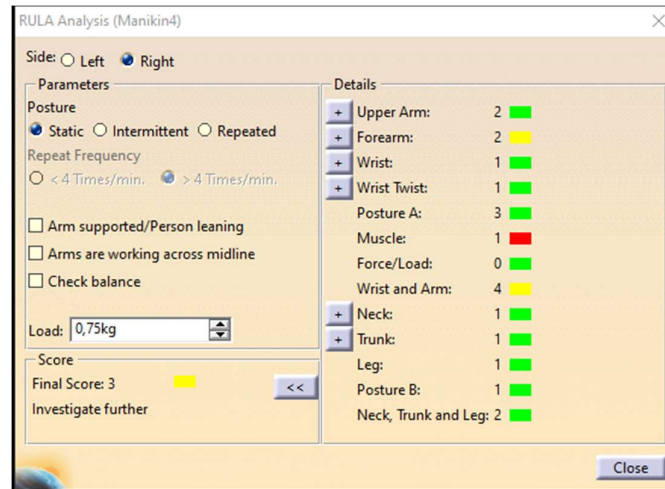 RULA Analysis (Manikin4)
Side: Left Right
Parameters
Posture
Static Intermittent Repeated
Repeat Frequency
< 4 Times/min. > 4 Times/min.
Arm supported/Person leaning
Arms are working across midline
Check balance
Load: 0,75kg
Score
Final Score: 3
<<
Investigate further
Details
+ Upper Arm: 2
+ Forearm: 2
+ Wrist: 1
+ Wrist Twist: 1
Posture A: 3
Muscle: 1
Force/Load: 0
Wrist and Arm: 4
+ Neck: 1
+ Trunk: 1
Leg: 1
Posture B: 1
Neck, Trunk and Leg: 2
Close